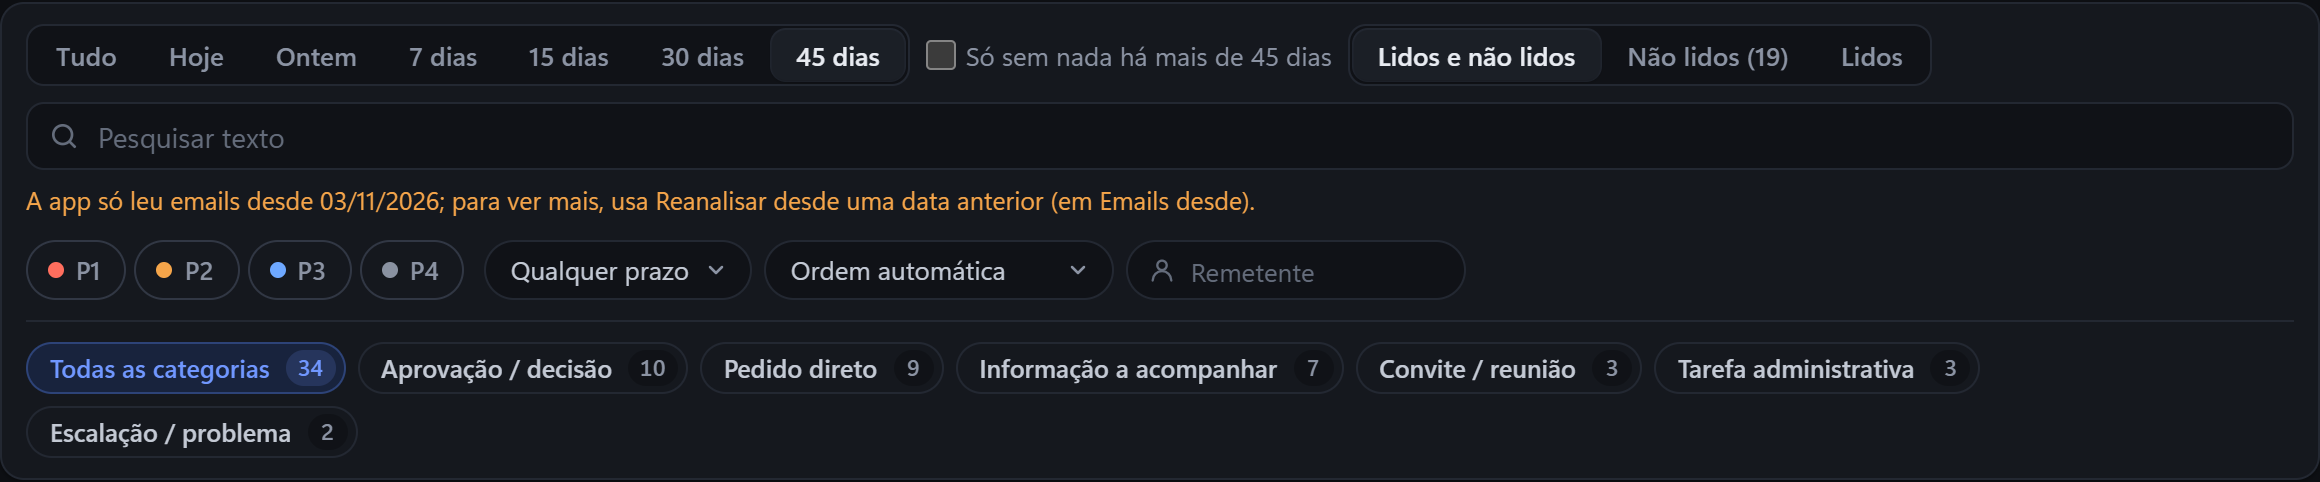 Tudo Hoje Ontem 7 dias 15 dias 30 dias 45 dias Só sem nada há mais de 45 dias Lidos e não lidos Não lidos (19) Lidos
Pesquisar texto
A app só leu emails desde 03/11/2026; para ver mais, usa Reanalisar desde uma data anterior (em Emails desde).
P1 P2 P3 P4 Qualquer prazo Ordem automática Remetente
Todas as categorias 34 Aprovação / decisão 10 Pedido direto 9 Informação a acompanhar 7 Convite / reunião 3 Tarefa administrativa 3
Escalação / problema 2